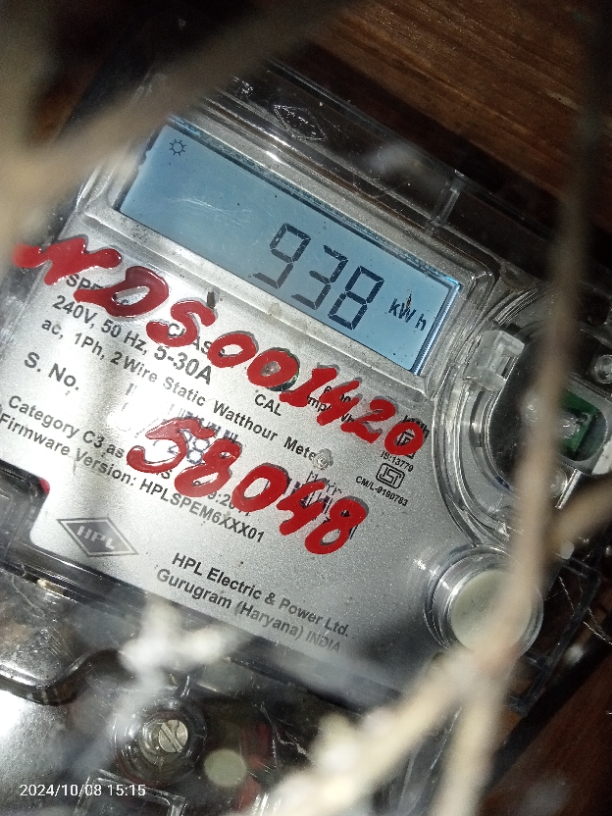 938 kWh
NDS001420
240V, 50 Hz, 5-30A
CAL
ac, 1Ph, 2 Wire Static Watthour Meter
S. No.
58048
IS:13779
CM/L-9100783
Category C3 as
Firmware Version: HPLSPEM6XXX01
HPL
HPL Electric & Power Ltd.
Gurugram (Haryana) INDIA
2024/10/08 15:15